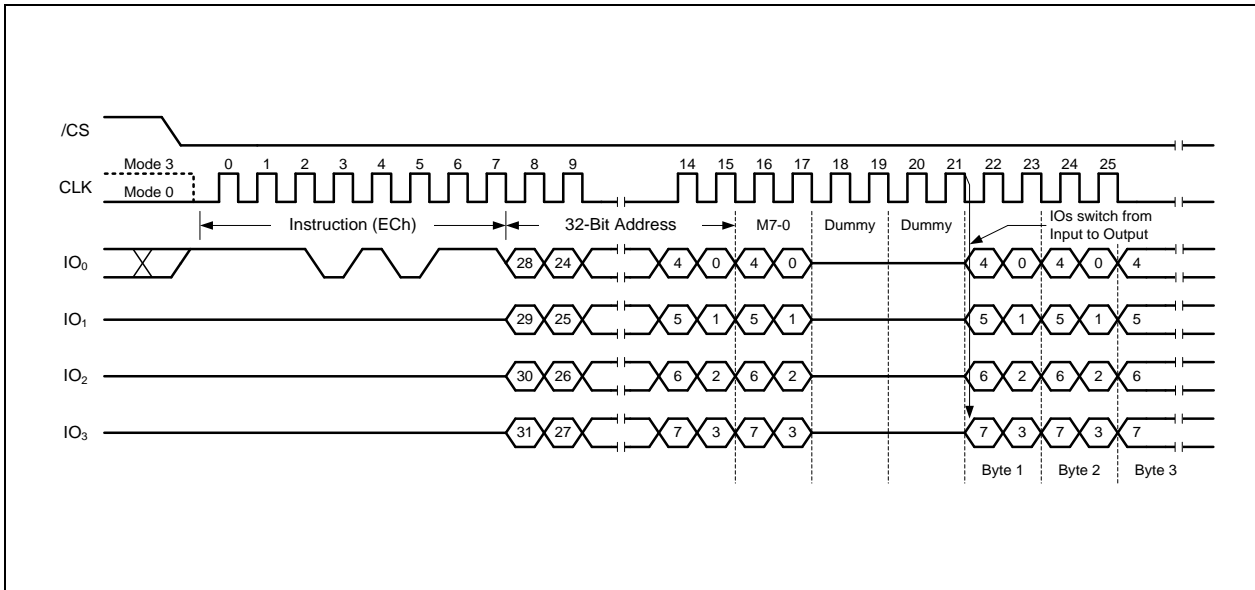 /CS
Mode 3 0 1 2 3 4 5 6 7 8 9 14 15 16 17 18 19 20 21 22 23 24 25
CLK Mode 0
Instruction (ECh) 32-Bit Address M7-0 Dummy Dummy IOs switch from
Input to Output
IO0 28 24 4 0 4 0 4 0 4 0 4
IO1 29 25 5 1 5 1 5 1 5 1 5
IO2 30 26 6 2 6 2 6 2 6 2 6
IO3 31 27 7 3 7 3 7 3 7 3 7
Byte 1 Byte 2 Byte 3